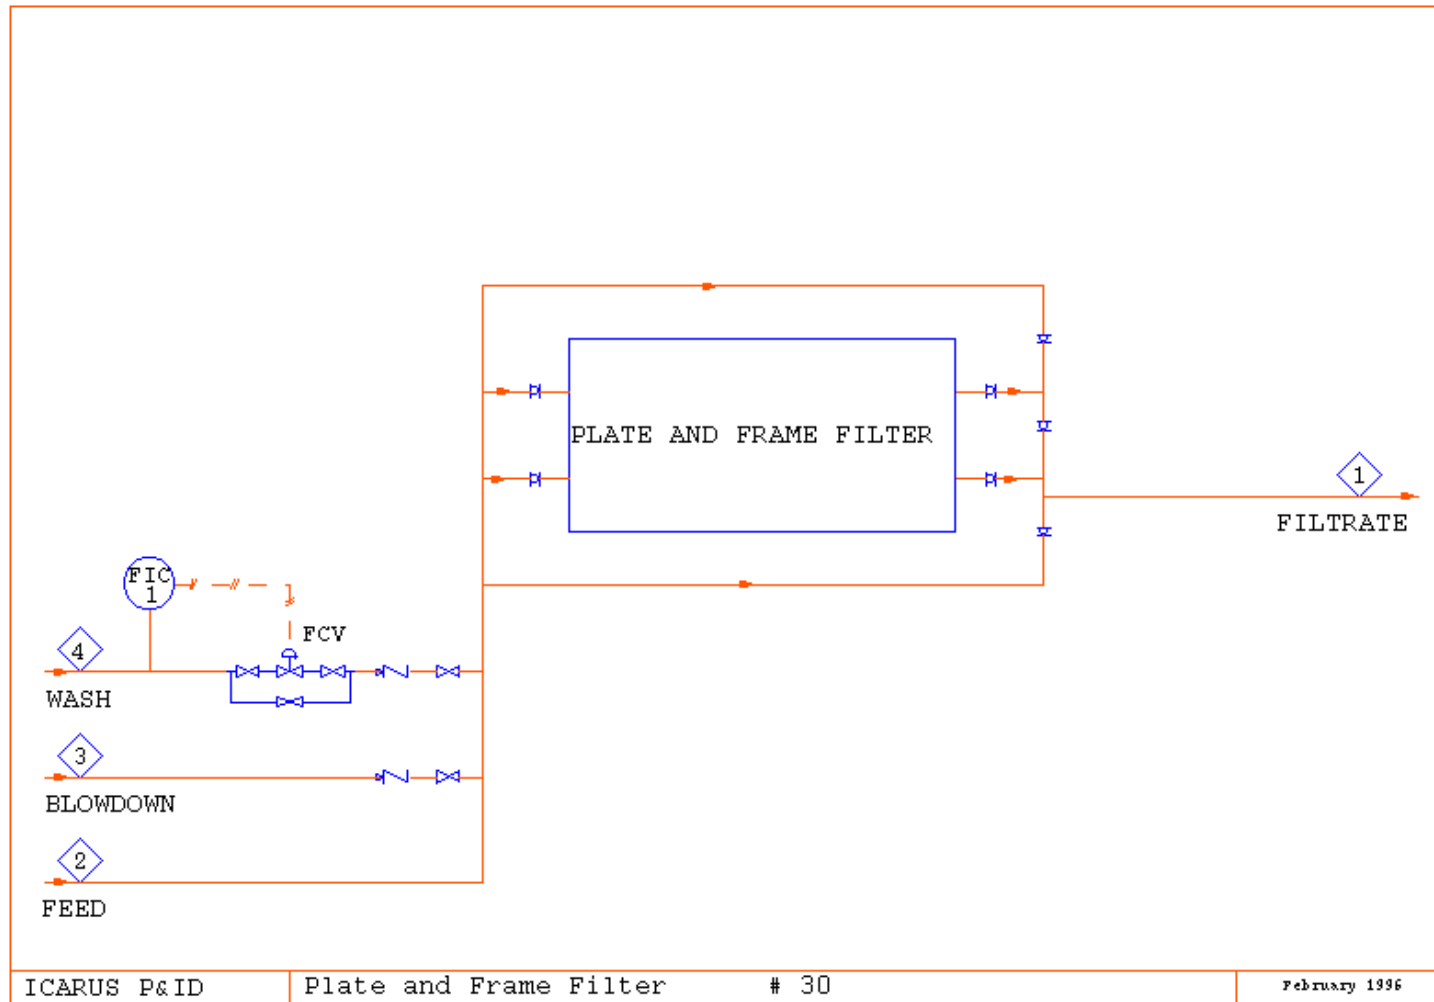 PLATE AND FRAME FILTER
1
FILTRATE
FIC
1
FCV
4
WASH
3
BLOWDOWN
2
FEED
ICARUS P&ID
Plate and Frame Filter # 30
February 1996